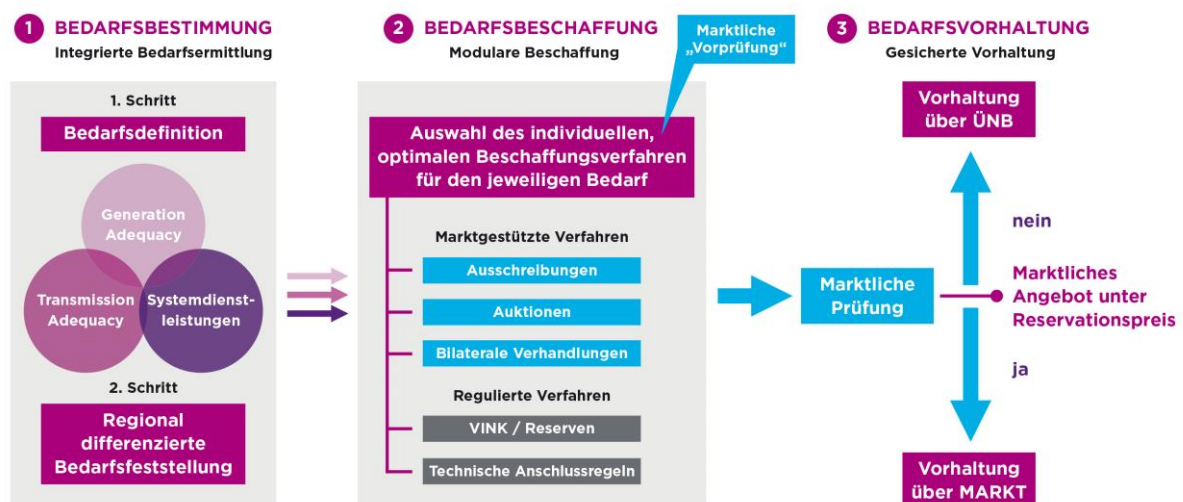 1 BEDARFSBESTIMMUNG
Integrierte Bedarfsermittlung
1. Schritt
Bedarfsdefinition
Generation
Adequacy
Transmission
Adequacy
Systemdienst-
leistungen
2. Schritt
Regional
differenzierte
Bedarfsfeststellung
2 BEDARFSBESCHAFFUNG
Modulare Beschaffung
Marktliche
„Vorprüfung“
Auswahl des individuellen,
optimalen Beschaffungsverfahren
für den jeweiligen Bedarf
Marktgestützte Verfahren
Ausschreibungen
Auktionen
Bilaterale Verhandlungen
Regulierte Verfahren
VINK / Reserven
Technische Anschlussregeln
3 BEDARFSVORHALTUNG
Gesicherte Vorhaltung
Vorhaltung
über ÜNB
nein
Marktliche
Prüfung
Marktliches
Angebot unter
Reservationspreis
ja
Vorhaltung
über MARKT